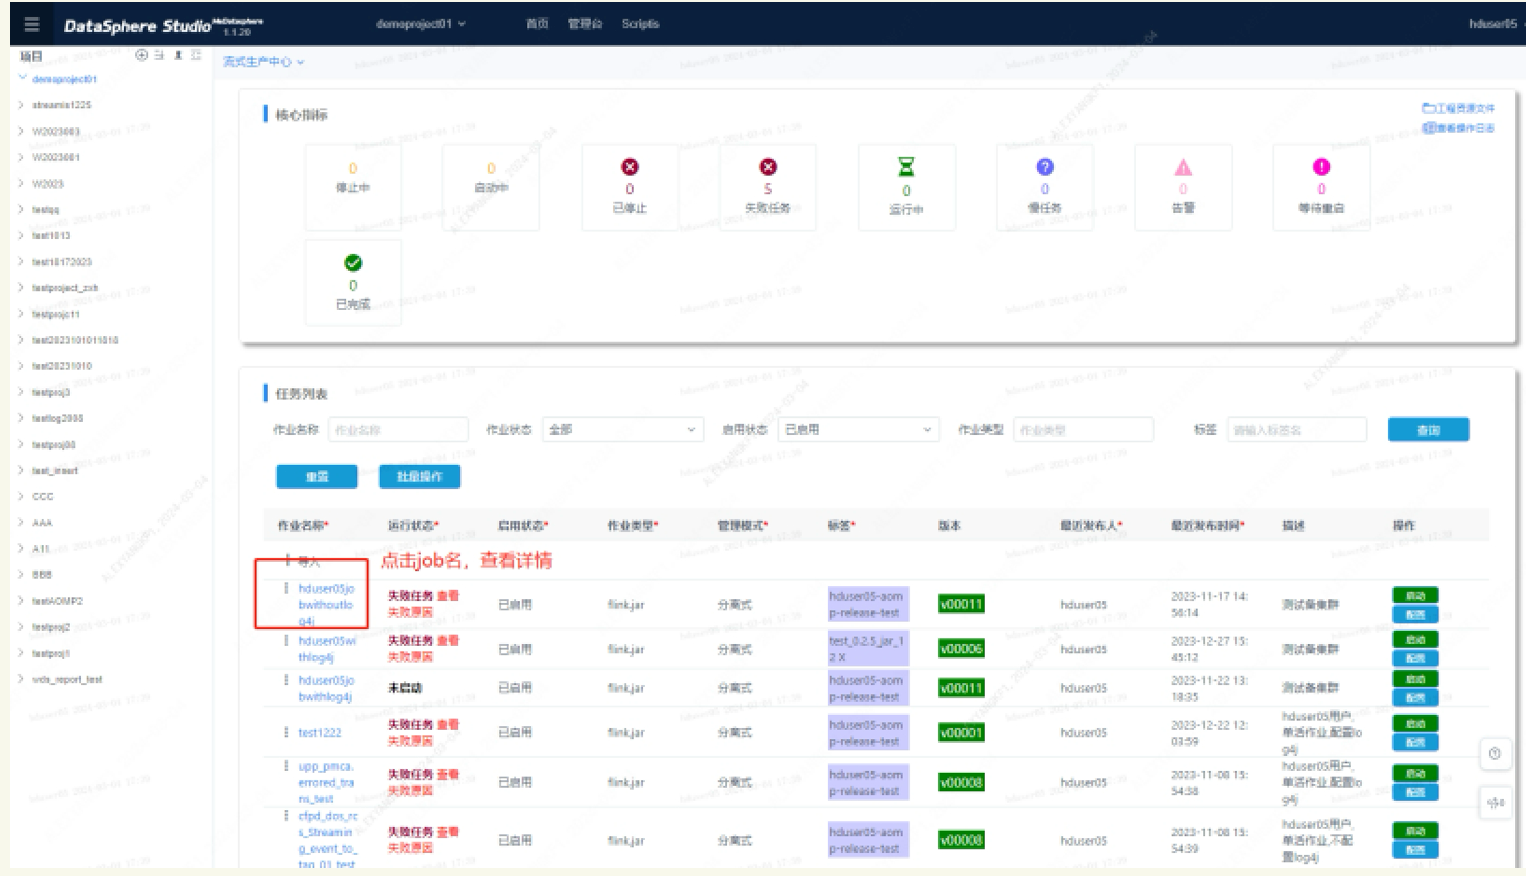 DataSphere Studio WeDatasphere 1.1.20
demoproject01 首页 管理台 Scriptis hduser05
项目
流式生产中心
demoproject01
streamis1225
W2023083
W2023081
W2023
testqq
test1013
test10172023
testproject_zxh
testprojc11
test2023101011818
test20231010
testproj3
testlog2998
testproj88
test_insert
CCC
AAA
A11
BBB
testAOMP2
testproj2
testproj1
wds_report_test
核心指标
工程资源文件
查看操作日志
0 停止中
0 启动中
0 已停止
5 失败任务
0 运行中
0 慢任务
0 告警
0 等待重启
0 已完成
任务列表
作业名称 作业名称 作业状态 全部 启用状态 已启用 作业类型 作业类型 标签 请输入标签名 查询
重置 批量操作
作业名称* 运行状态* 启用状态* 作业类型* 管理模式* 标签* 版本 最近发布人* 最近发布时间* 描述 操作
导入 点击job名，查看详情
hduser05jobwithoutlog4j 失败任务 查看失败原因 已启用 flink.jar 分离式 hduser05-aomp-release-test v00011 hduser05 2023-11-17 14:56:14 测试备集群 启动 配置
hduser05withlog4j 失败任务 查看失败原因 已启用 flink.jar 分离式 test_0.2.5_jar_12 X v00006 hduser05 2023-12-27 15:45:12 测试备集群 启动 配置
hduser05jobwithlog4j 未启动 已启用 flink.jar 分离式 hduser05-aomp-release-test v00011 hduser05 2023-11-22 13:18:35 测试备集群 启动 配置
test1222 失败任务 查看失败原因 已启用 flink.jar 分离式 hduser05-aomp-release-test v00001 hduser05 2023-12-22 12:03:59 hduser05用户,单活作业,配置log4j 启动 配置
upp_pmca.errored_trans_test 失败任务 查看失败原因 已启用 flink.jar 分离式 hduser05-aomp-release-test v00008 hduser05 2023-11-08 15:54:38 hduser05用户,单活作业,配置log4j 启动 配置
cfpd_dos_rcs_Streaming_event_to_tag_01_test 失败任务 查看失败原因 已启用 flink.jar 分离式 hduser05-aomp-release-test v00008 hduser05 2023-11-08 15:54:39 hduser05用户,单活作业,不配置log4j 启动 配置